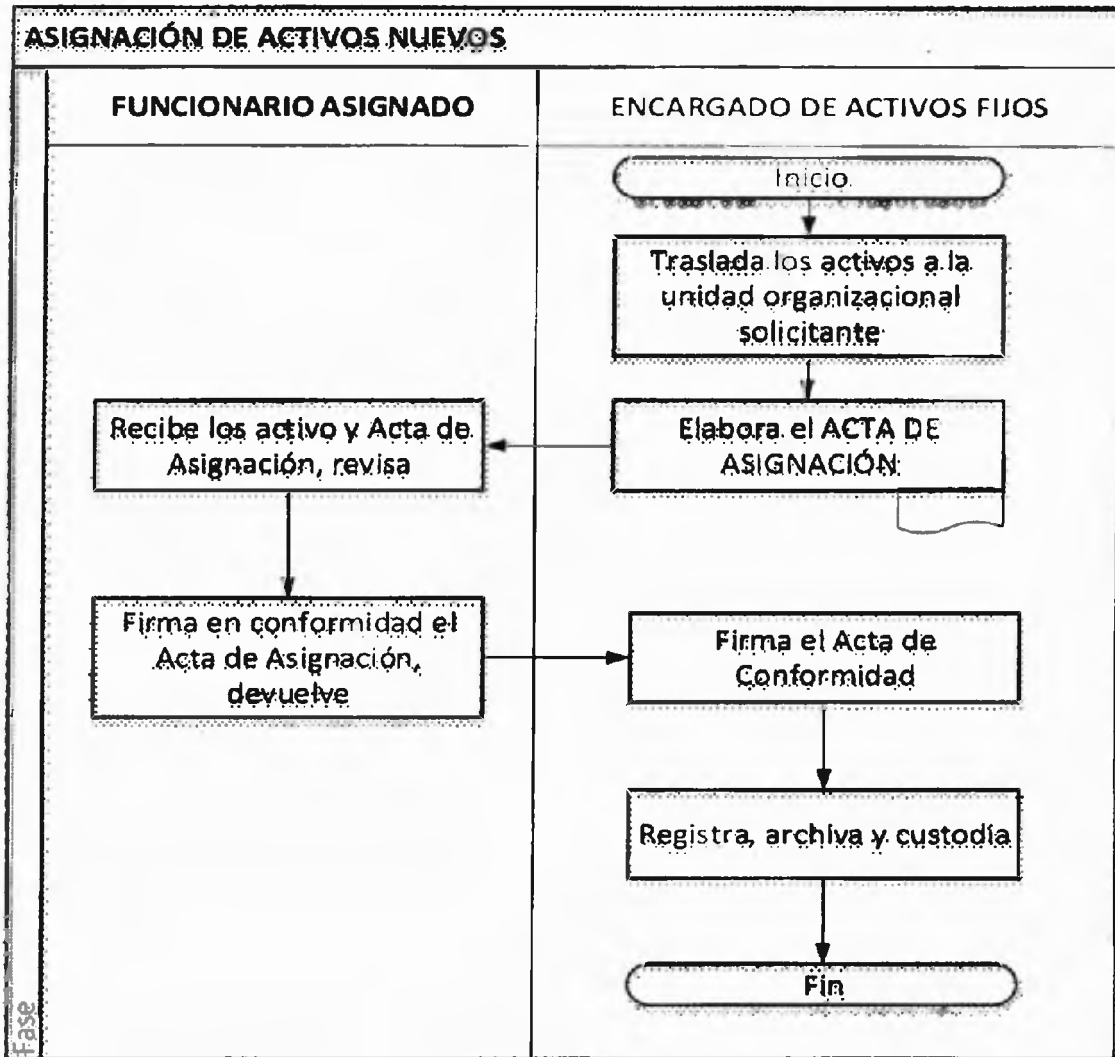 ASIGNACIÓN DE ACTIVOS NUEVOS
FUNCIONARIO ASIGNADO
ENCARGADO DE ACTIVOS FIJOS
Inicio
Traslada los activos a la
unidad organizacional
solicitante
Elabora el ACTA DE
ASIGNACIÓN
Recibe los activo y Acta de
Asignación, revisa
Firma en conformidad el
Acta de Asignación,
devuelve
Firma el Acta de
Conformidad
Registra, archiva y custodia
Fin
Fase